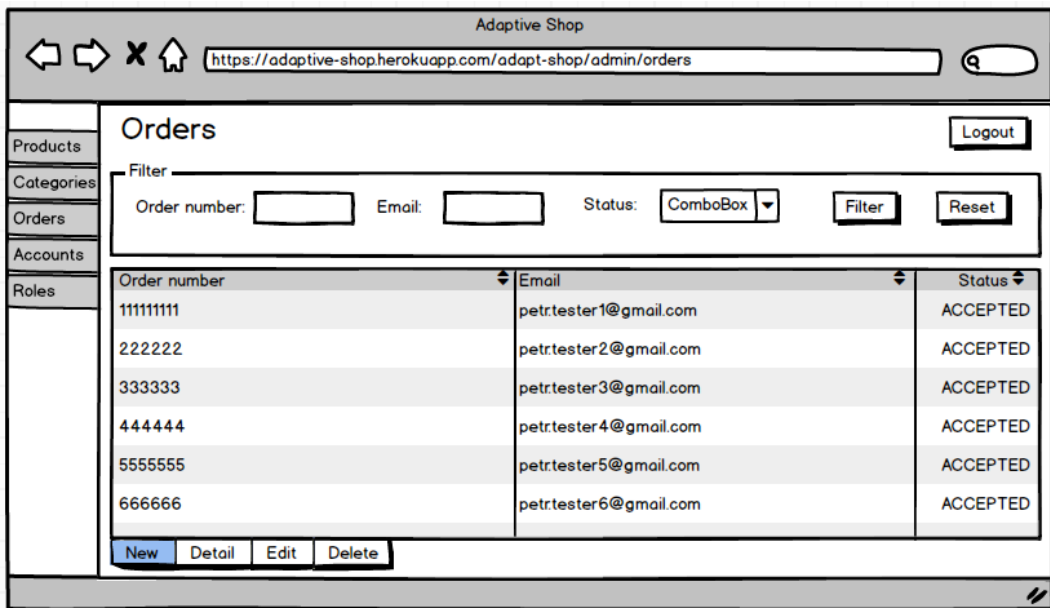 Adaptive Shop
https://adaptive-shop.herokuapp.com/adapt-shop/admin/orders
Products
Categories
Orders
Accounts
Roles
Orders
Logout
Filter
Order number: Email: Status: ComboBox Filter Reset
Order number Email Status
111111111 petr.tester1@gmail.com ACCEPTED
222222 petr.tester2@gmail.com ACCEPTED
333333 petr.tester3@gmail.com ACCEPTED
444444 petr.tester4@gmail.com ACCEPTED
5555555 petr.tester5@gmail.com ACCEPTED
666666 petr.tester6@gmail.com ACCEPTED
New Detail Edit Delete